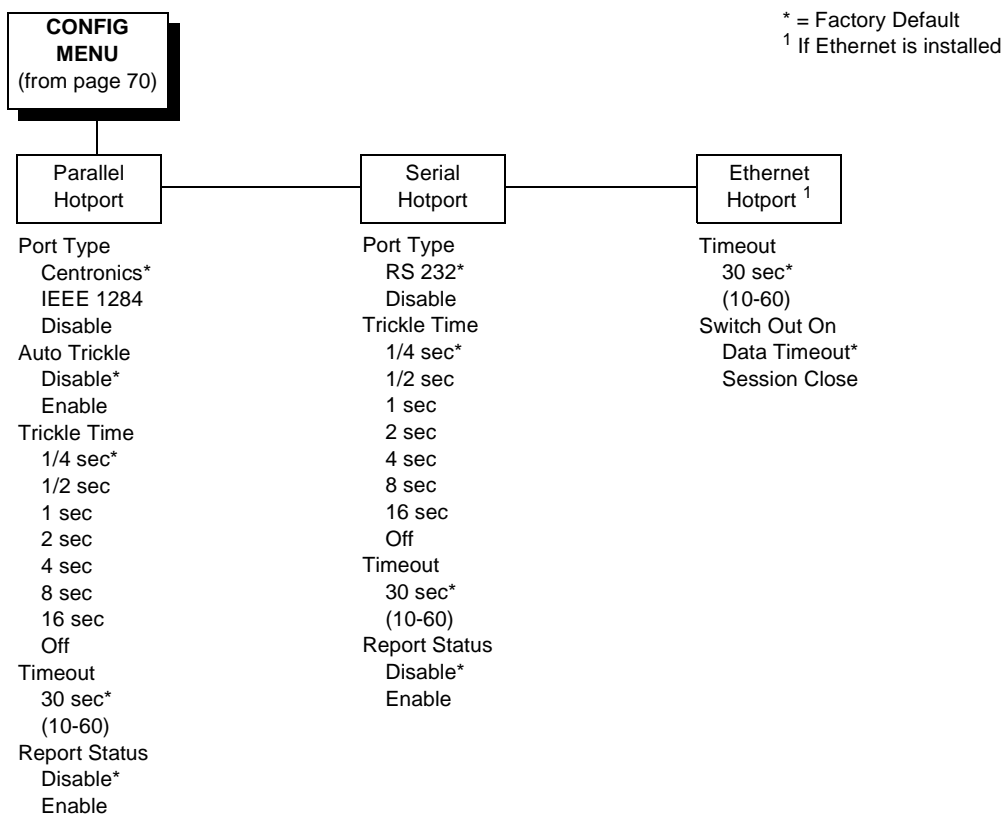 CONFIG
MENU
(from page 70)
* = Factory Default
1 If Ethernet is installed
Parallel
Hotport
Port Type
Centronics*
IEEE 1284
Disable
Auto Trickle
Disable*
Enable
Trickle Time
1/4 sec*
1/2 sec
1 sec
2 sec
4 sec
8 sec
16 sec
Off
Timeout
30 sec*
(10-60)
Report Status
Disable*
Enable
Serial
Hotport
Port Type
RS 232*
Disable
Trickle Time
1/4 sec*
1/2 sec
1 sec
2 sec
4 sec
8 sec
16 sec
Off
Timeout
30 sec*
(10-60)
Report Status
Disable*
Enable
Ethernet
Hotport 1
Timeout
30 sec*
(10-60)
Switch Out On
Data Timeout*
Session Close